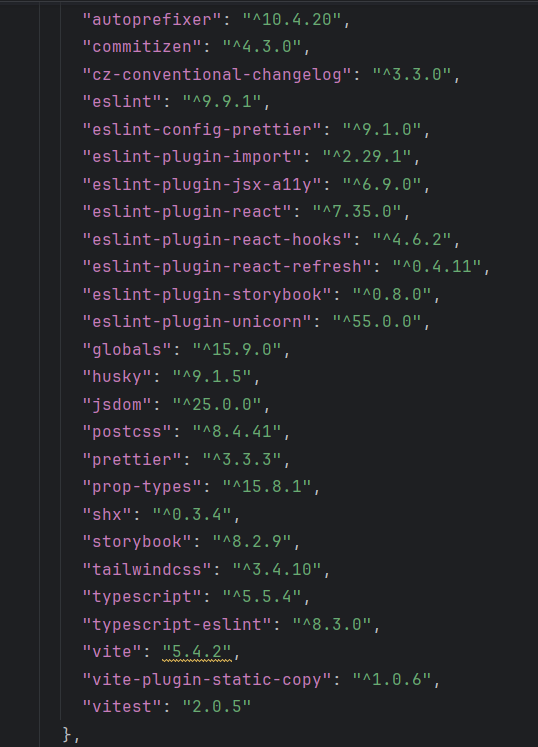 "autoprefixer": "^10.4.20",
"commitizen": "^4.3.0",
"cz-conventional-changelog": "^3.3.0",
"eslint": "^9.9.1",
"eslint-config-prettier": "^9.1.0",
"eslint-plugin-import": "^2.29.1",
"eslint-plugin-jsx-a11y": "^6.9.0",
"eslint-plugin-react": "^7.35.0",
"eslint-plugin-react-hooks": "^4.6.2",
"eslint-plugin-react-refresh": "^0.4.11",
"eslint-plugin-storybook": "^0.8.0",
"eslint-plugin-unicorn": "^55.0.0",
"globals": "^15.9.0",
"husky": "^9.1.5",
"jsdom": "^25.0.0",
"postcss": "^8.4.41",
"prettier": "^3.3.3",
"prop-types": "^15.8.1",
"shx": "^0.3.4",
"storybook": "^8.2.9",
"tailwindcss": "^3.4.10",
"typescript": "^5.5.4",
"typescript-eslint": "^8.3.0",
"vite": "5.4.2",
"vite-plugin-static-copy": "^1.0.6",
"vitest": "2.0.5"
},